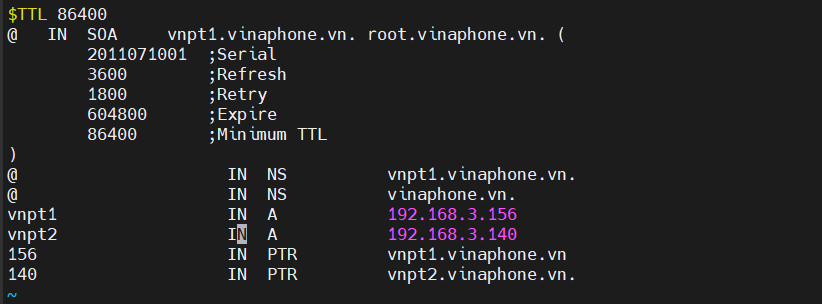 $TTL 86400
@   IN  SOA     vnpt1.vinaphone.vn. root.vinaphone.vn. (
        2011071001  ;Serial
        3600        ;Refresh
        1800        ;Retry
        604800      ;Expire
        86400       ;Minimum TTL
)
@                     IN  NS          vnpt1.vinaphone.vn.
@                     IN  NS          vinaphone.vn.
vnpt1                 IN  A           192.168.3.156
vnpt2                 IN  A           192.168.3.140
156                   IN  PTR         vnpt1.vinaphone.vn
140                   IN  PTR         vnpt2.vinaphone.vn.
~